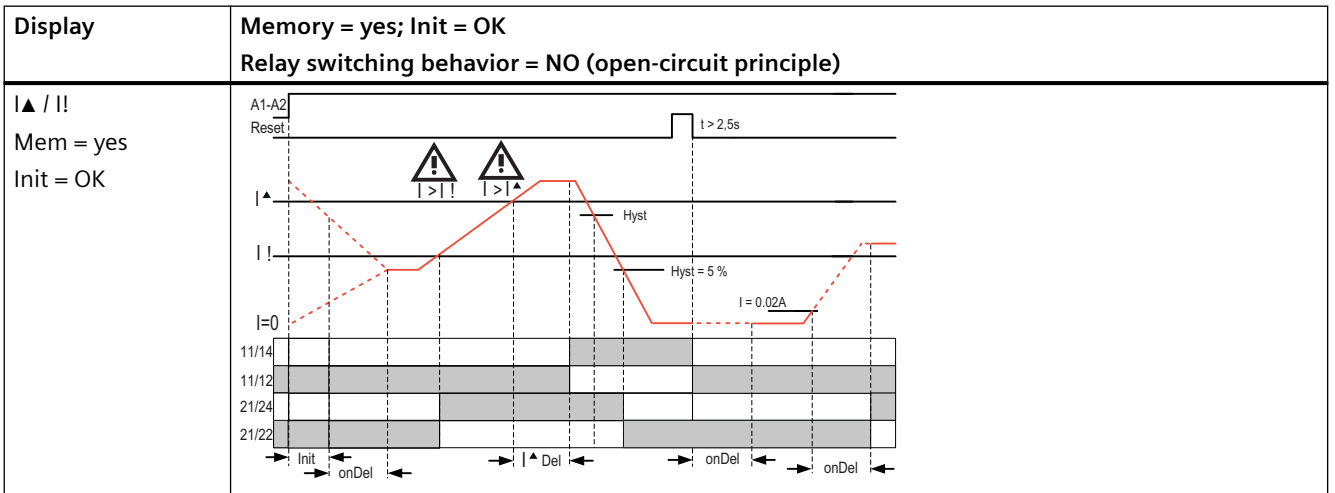 Display
Memory = yes; Init = OK
Relay switching behavior = NO (open-circuit principle)
I▲ / I!
Mem = yes
Init = OK
A1-A2
Reset
t > 2,5s
I >I !
I >I▲
I▲
Hyst
I !
Hyst = 5 %
I = 0.02A
I=0
11/14
11/12
21/24
21/22
Init
onDel
I▲ Del
onDel
onDel